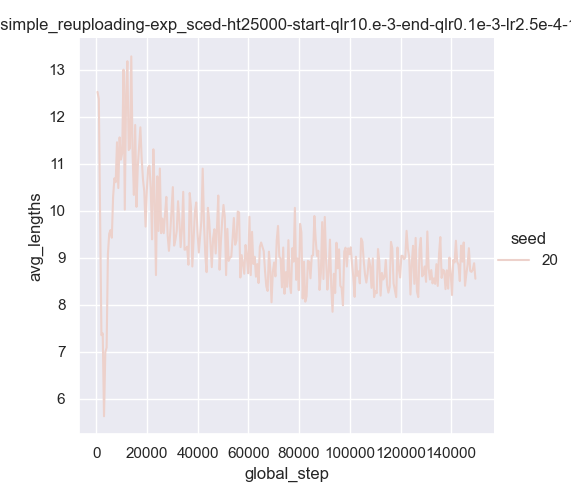 simple_reuploading-exp_sced-ht25000-start-qlr10.e-3-end-qlr0.1e-3-lr2.5e-4-1
13
12
11
10
9
8
7
6
avg_lengths
0 20000 40000 60000 80000 100000 120000 140000
global_step
seed
20